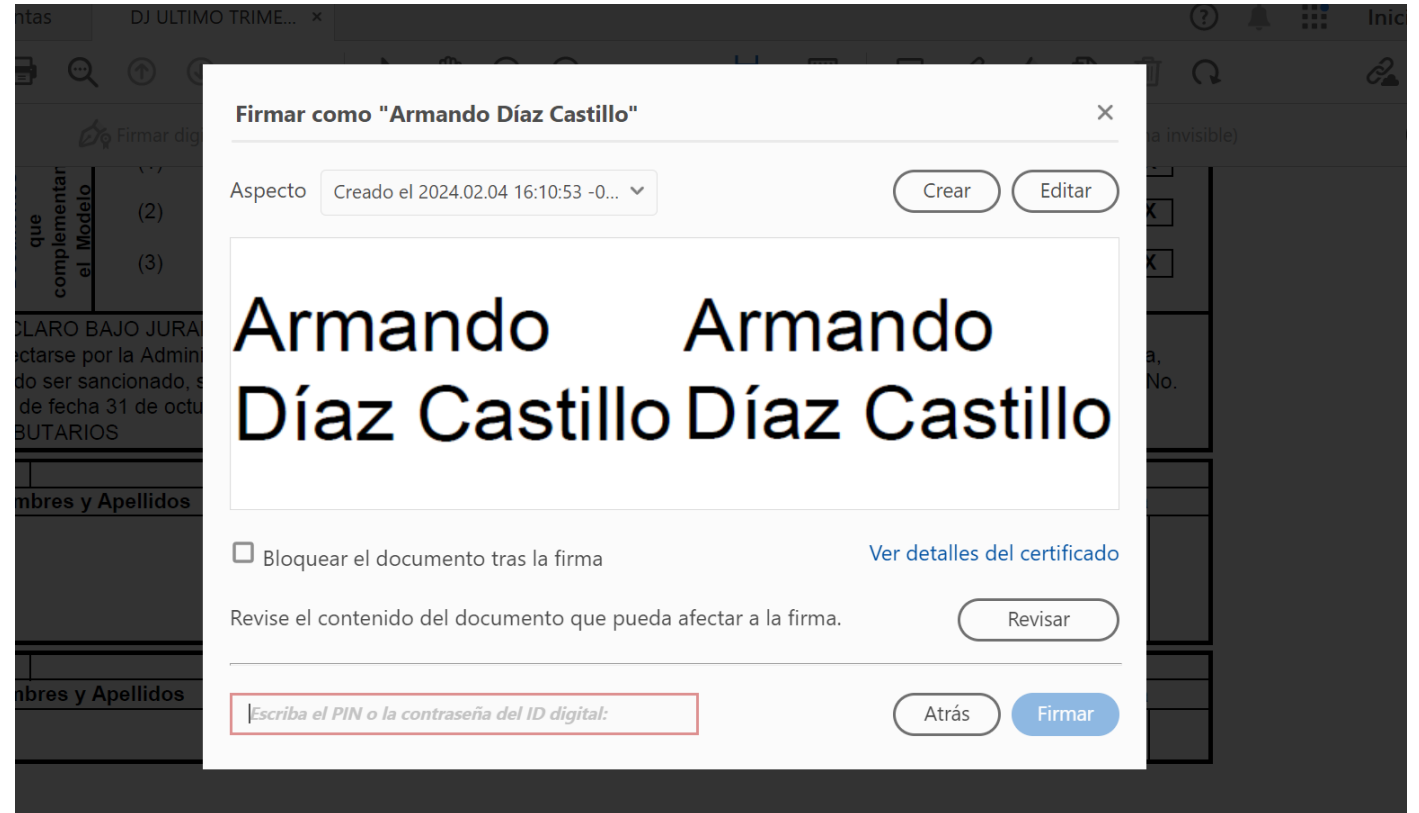 ntas
DJ ULTIMO TRIME... ×
?
Inic
Firmar dig
na invisible)
Firmar como "Armando Díaz Castillo"
Aspecto
Creado el 2024.02.04 16:10:53 -0...
Crear
Editar
que
complementan
el Modelo
(2)
X
(3)
X
Armando
Díaz Castillo
Armando
Díaz Castillo
CLARO BAJO JURA
ectarse por la Admini
a,
do ser sancionado, s
No.
de fecha 31 de octu
BUTARIOS
mbres y Apellidos
Bloquear el documento tras la firma
Ver detalles del certificado
Revise el contenido del documento que pueda afectar a la firma.
Revisar
mbres y Apellidos
Escriba el PIN o la contraseña del ID digital:
Atrás
Firmar